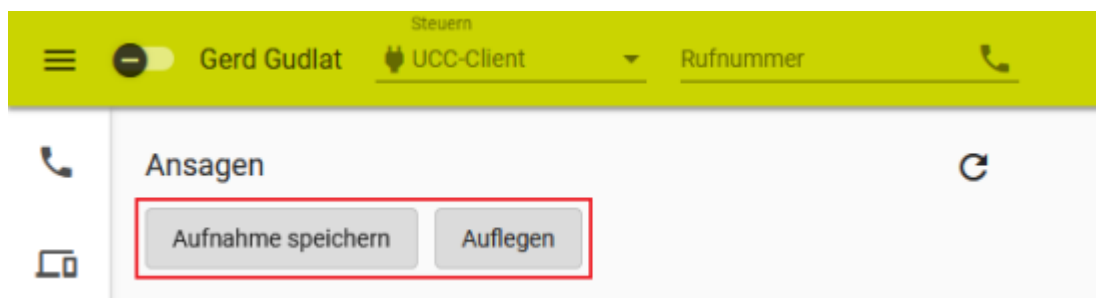 Steuern
Gerd Gudlat UCC-Client Rufnummer
Ansagen
Aufnahme speichern Auflegen